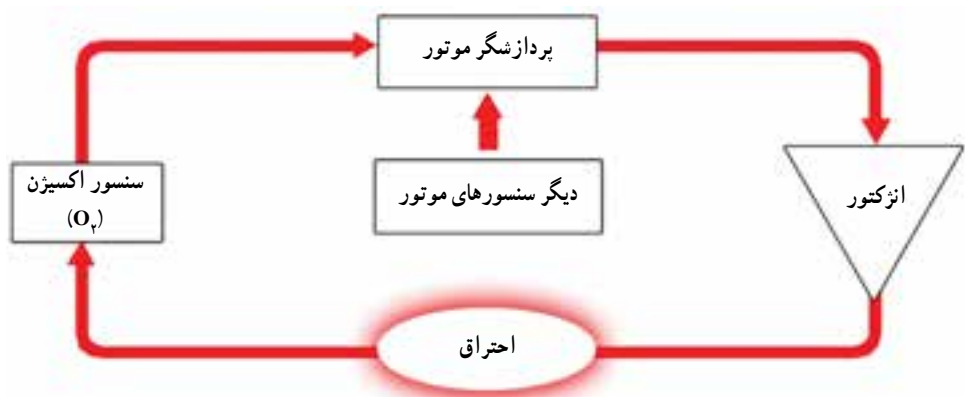 پردازشگر موتور
سنسور اکسیژن
(O۲)
دیگر سنسورهای موتور
انژکتور
احتراق